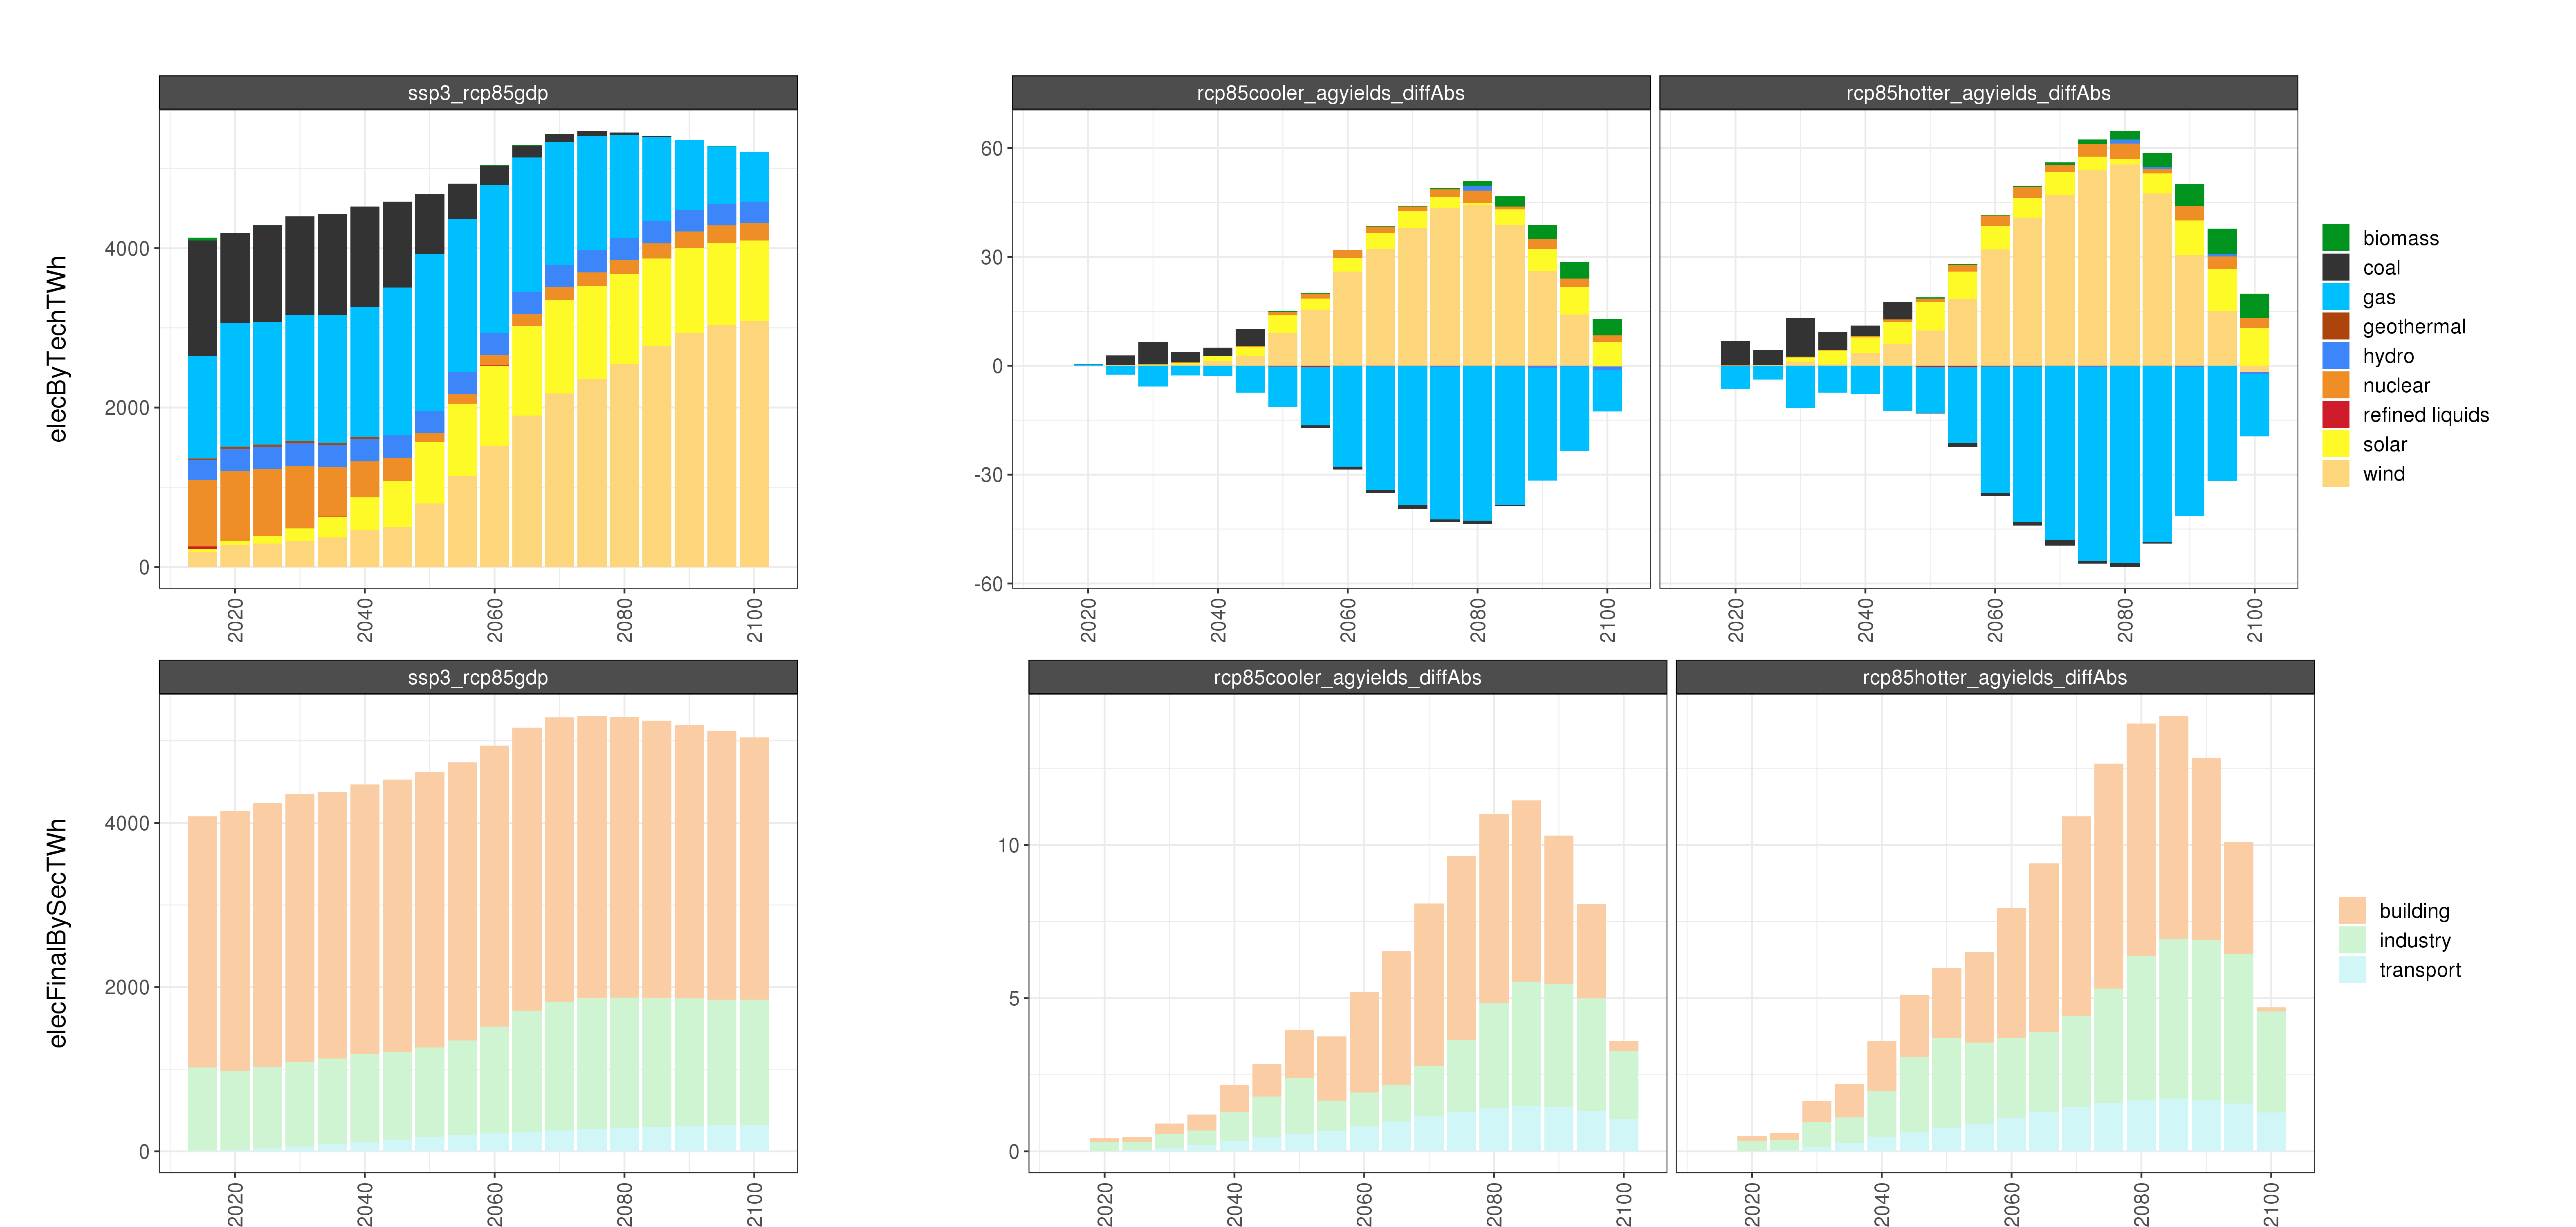 ssp3_rcp85gdp
rcp85cooler_agyields_diffAbs
rcp85hotter_agyields_diffAbs
elecByTechTWh
4000
2000
0
60
30
0
-30
-60
2020
2040
2060
2080
2100
2020
2040
2060
2080
2100
2020
2040
2060
2080
2100
biomass
coal
gas
geothermal
hydro
nuclear
refined liquids
solar
wind
ssp3_rcp85gdp
rcp85cooler_agyields_diffAbs
rcp85hotter_agyields_diffAbs
elecFinalBySecTWh
4000
2000
0
10
5
0
2020
2040
2060
2080
2100
2020
2040
2060
2080
2100
2020
2040
2060
2080
2100
building
industry
transport